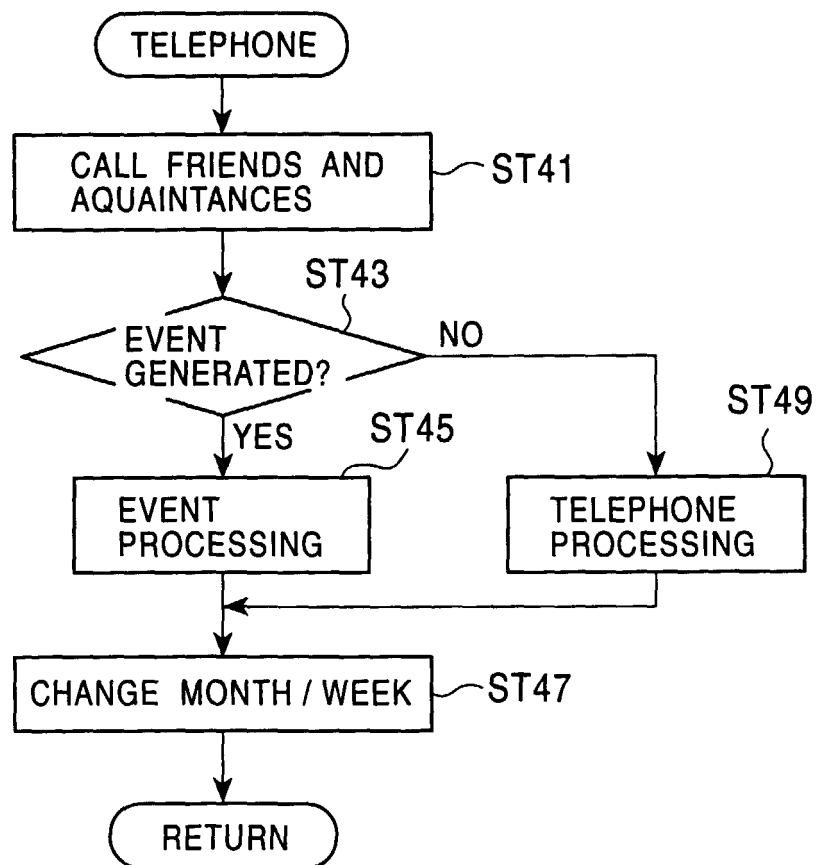 TELEPHONE
CALL FRIENDS AND
AQUAINTANCES
ST41
ST43
EVENT
GENERATED?
NO
YES
ST45
ST49
EVENT
PROCESSING
TELEPHONE
PROCESSING
CHANGE MONTH / WEEK
ST47
RETURN